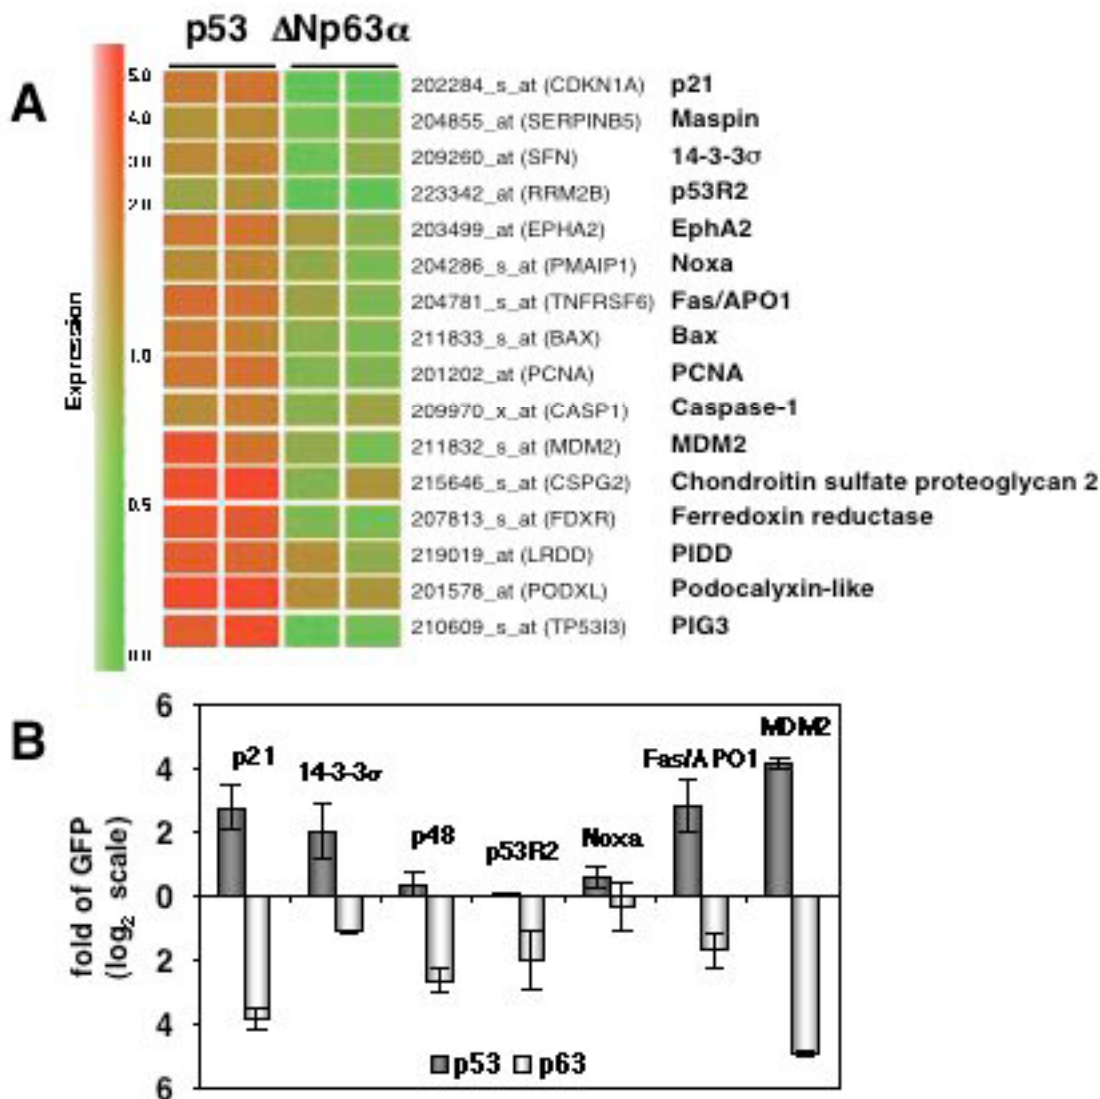 p53 ΔNp63α
A
5.0
4.0
3.0
2.0
1.0
0.5
0.0
Expression
202284_s_at (CDKN1A) p21
204855_at (SERPINB5) Maspin
209260_at (SFN) 14-3-3σ
223342_at (RRM2B) p53R2
203499_at (EPHA2) EphA2
204286_s_at (PMAIP1) Noxa
204781_s_at (TNFRSF6) Fas/APO1
211833_s_at (BAX) Bax
201202_at (PCNA) PCNA
209970_x_at (CASP1) Caspase-1
211832_s_at (MDM2) MDM2
215646_s_at (CSPG2) Chondroitin sulfate proteoglycan 2
207813_s_at (FDXR) Ferredoxin reductase
219019_at (LRDD) PIDD
201578_at (PODXL) Podocalyxin-like
210609_s_at (TP53I3) PIG3
B
fold of GFP
(log₂ scale)
6
4
2
0
2
4
6
p21
14-3-3σ
p48
p53R2
Noxa
Fas/APO1
MDM2
p53 p63